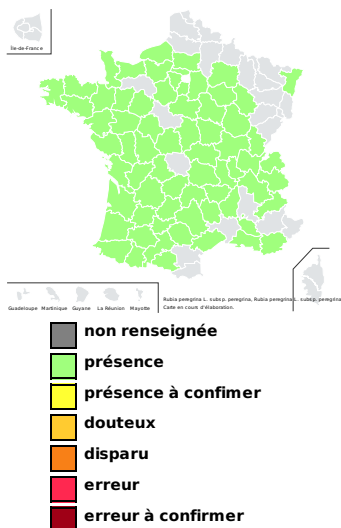 Île-de-France
Guadeloupe Martinique Guyane La Réunion Mayotte
Rubia peregrina L. subsp. peregrina, Rubia peregrina L. subsp. peregrina
Carte en cours d'élaboration.
non renseignée
présence
présence à confimer
douteux
disparu
erreur
erreur à confirmer